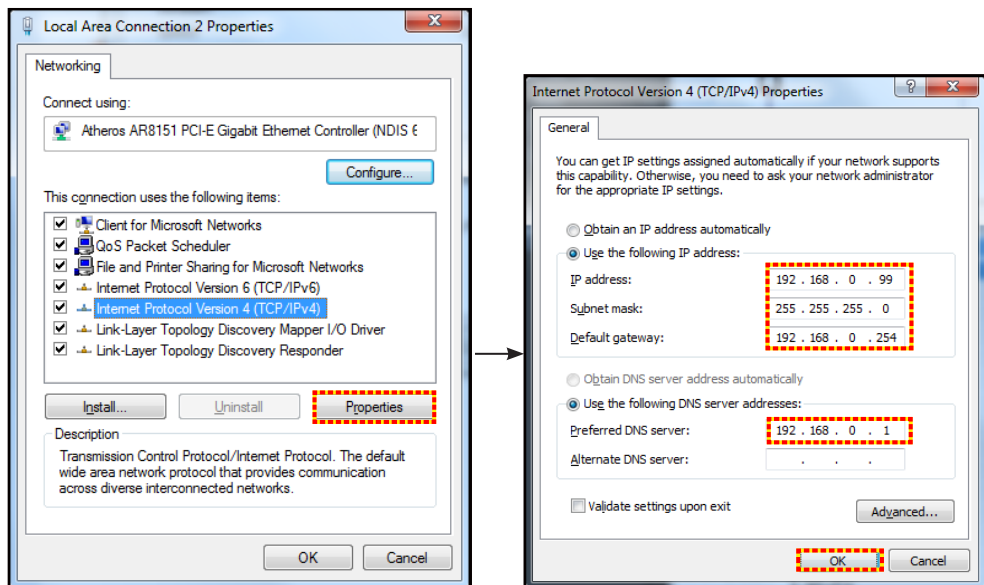 Local Area Connection 2 Properties
Networking
Connect using:
Atheros AR8151 PCI-E Gigabit Ethernet Controller (NDIS 6
Configure...
This connection uses the following items:
Client for Microsoft Networks
QoS Packet Scheduler
File and Printer Sharing for Microsoft Networks
Internet Protocol Version 6 (TCP/IPv6)
Internet Protocol Version 4 (TCP/IPv4)
Link-Layer Topology Discovery Mapper I/O Driver
Link-Layer Topology Discovery Responder
Install... Uninstall Properties
Description
Transmission Control Protocol/Internet Protocol. The default
wide area network protocol that provides communication
across diverse interconnected networks.
OK Cancel
Internet Protocol Version 4 (TCP/IPv4) Properties
General
You can get IP settings assigned automatically if your network supports
this capability. Otherwise, you need to ask your network administrator
for the appropriate IP settings.
Obtain an IP address automatically
Use the following IP address:
IP address: 192 . 168 . 0 . 99
Subnet mask: 255 . 255 . 255 . 0
Default gateway: 192 . 168 . 0 . 254
Obtain DNS server address automatically
Use the following DNS server addresses:
Preferred DNS server: 192 . 168 . 0 . 1
Alternate DNS server: . . .
Validate settings upon exit
Advanced...
OK Cancel